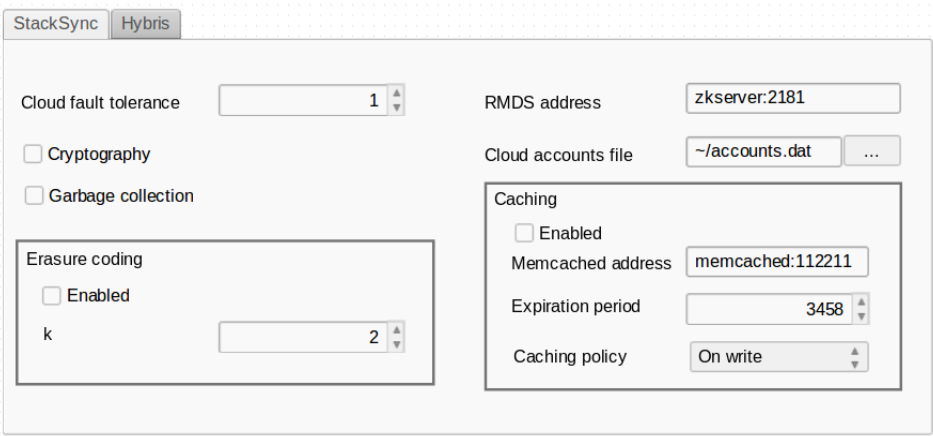 StackSync Hybris
Cloud fault tolerance 1
Cryptography
Garbage collection
Erasure coding
Enabled
k 2
RMDS address zkserver:2181
Cloud accounts file ~/accounts.dat ...
Caching
Enabled
Memcached address memcached:112211
Expiration period 3458
Caching policy On write